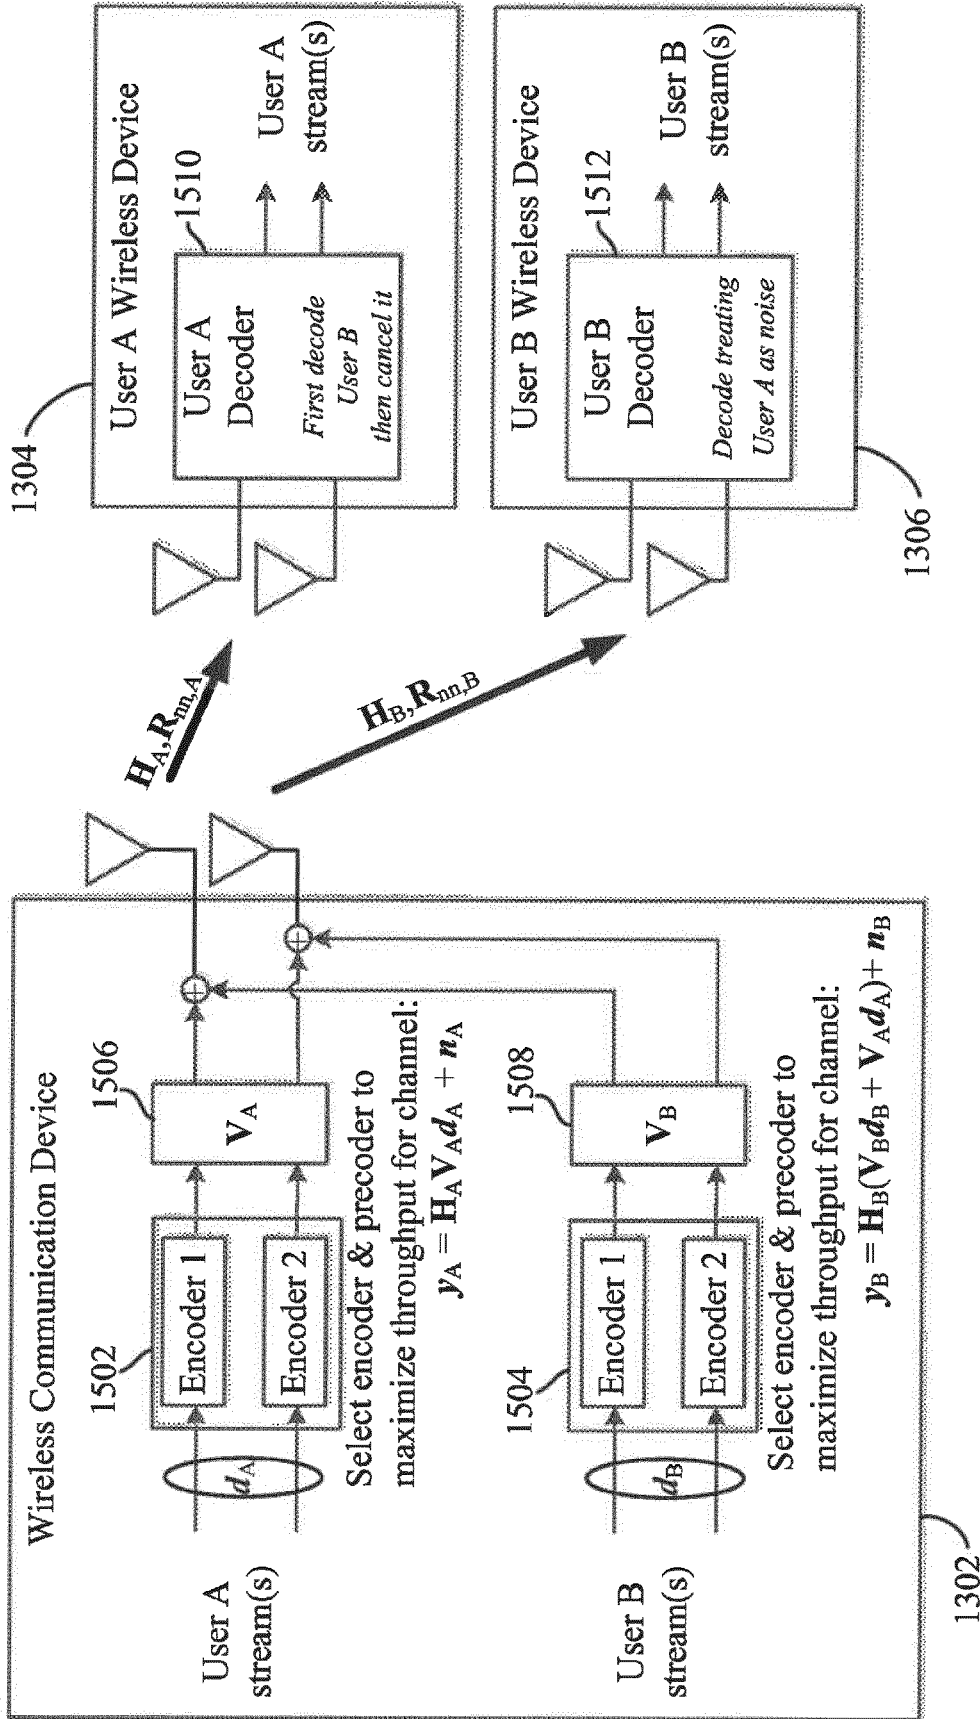 Wireless Communication Device
User A
stream(s)
d_A
1502
Encoder 1
Encoder 2
1506
V_A
+
+
Select encoder & precoder to
maximize throughput for channel:
y_A = H_A V_A d_A + n_A
User B
stream(s)
d_B
1504
Encoder 1
Encoder 2
1508
V_B
Select encoder & precoder to
maximize throughput for channel:
y_B = H_B(V_B d_B + V_A d_A)+ n_B
1302
H_A,R_nn,A
H_B,R_nn,B
1304
User A Wireless Device
1510
User A
Decoder
First decode
User B
then cancel it
User A
stream(s)
User B Wireless Device
1512
User B
Decoder
Decode treating
User A as noise
User B
stream(s)
1306